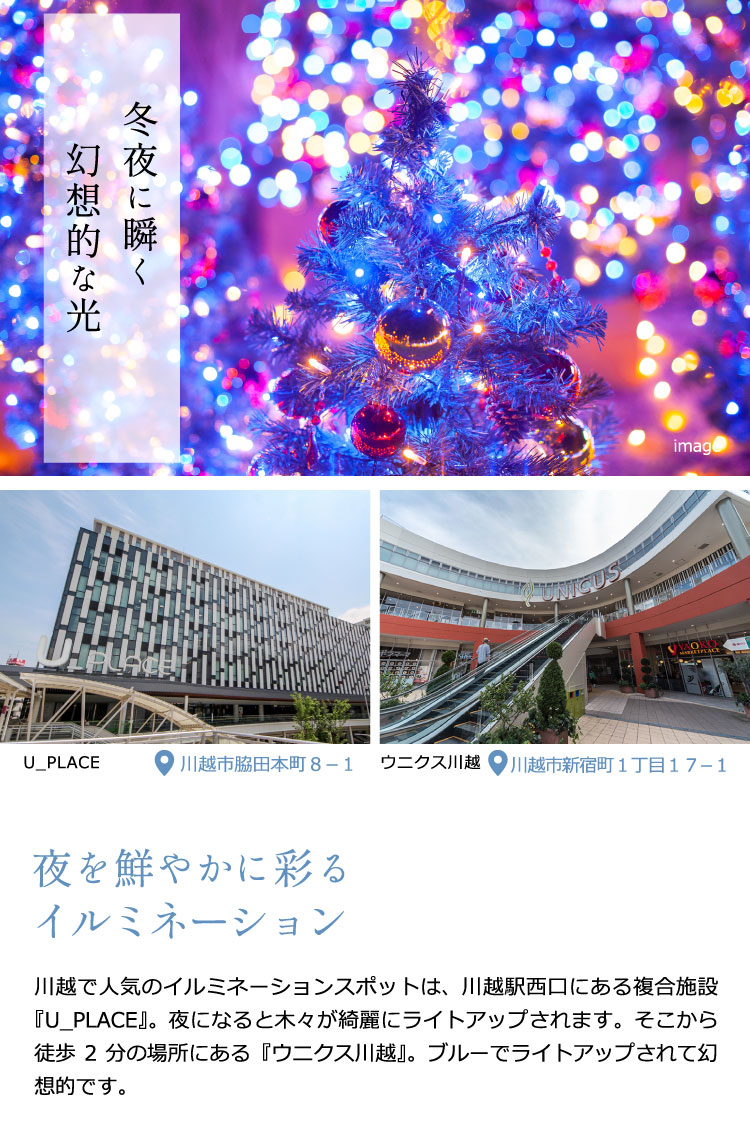 冬夜に瞬く
幻想的な光
image
U_PLACE
UNICUS
YAOKO
MARKETPLACE
U_PLACE
川越市脇田本町８−１
ウニクス川越
川越市新宿町１丁目１７−１
夜を鮮やかに彩る
イルミネーション
川越で人気のイルミネーションスポットは、川越駅西口にある複合施設
『U_PLACE』。夜になると木々が綺麗にライトアップされます。そこから
徒歩 2 分の場所にある『ウニクス川越』。ブルーでライトアップされて幻
想的です。